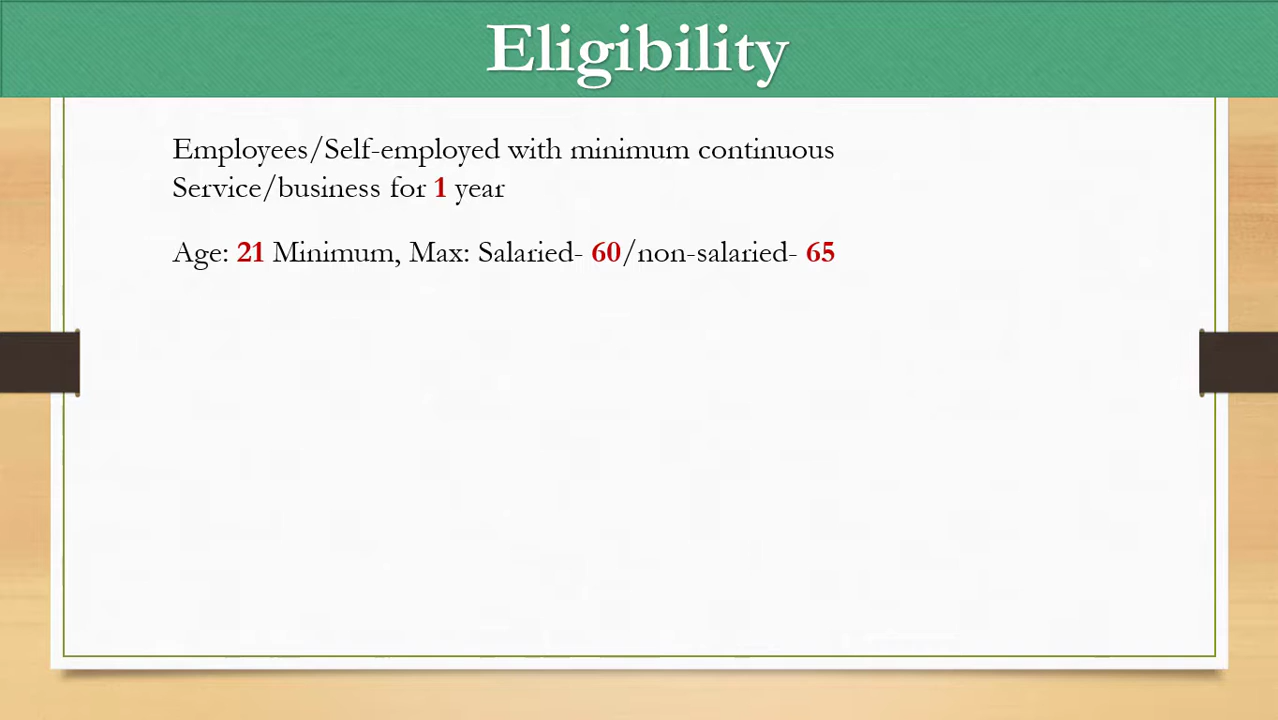 Eligibility
Employees/Self-employed with minimum continuous
Service/business for 1 year
Age: 21 Minimum, Max: Salaried- 60/non-salaried- 65